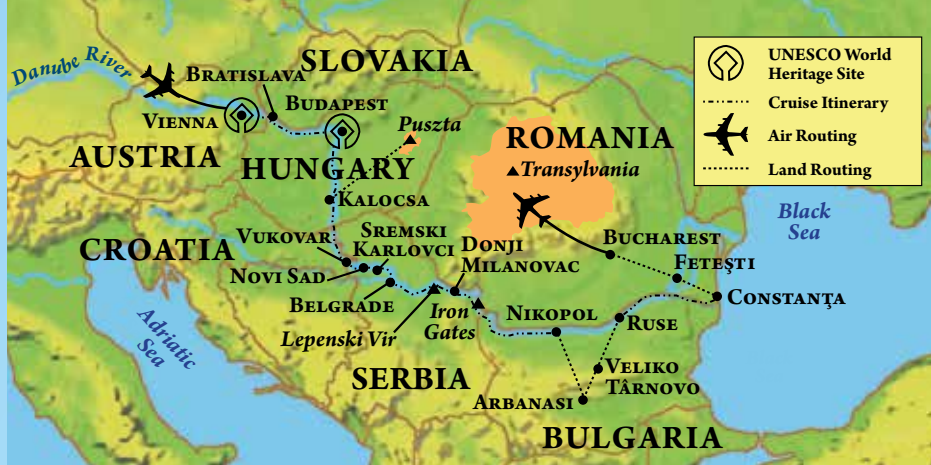 SLOVAKIA
Danube River
BRATISLAVA
BUDAPEST
VIENNA
Puszta
ROMANIA
AUSTRIA
HUNGARY
Transylvania
KALOCSA
UNESCO World
Heritage Site
Cruise Itinerary
Air Routing
Land Routing
Black
Sea
CROATIA
VUKOVAR
SREMSKI
KARLOVCI
DONJI
MILANOVAC
BUCHAREST
FETEŞTI
NOVI SAD
BELGRADE
CONSTANŢA
Adriatic
Sea
Lepenski Vir
Iron
Gates
NIKOPOL
RUSE
SERBIA
VELIKO
TÂRNOVO
ARBANASI
BULGARIA